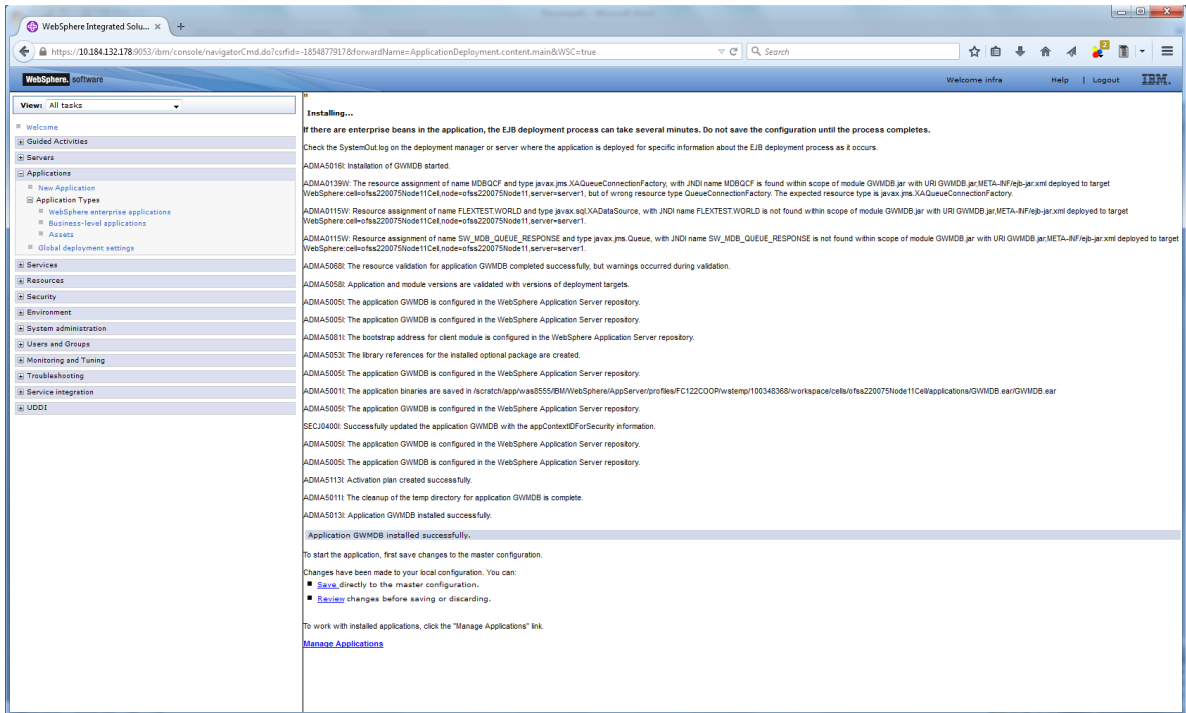 WebSphere Integrated Solu... × +
https://10.184.132.178:9053/ibm/console/navigatorCmd.do?csrfid=-1854877917&forwardName=ApplicationDeployment.content.main&WSC=true
Search
2
WebSphere. software
Welcome infra
Help | Logout
IBM.
View: All tasks
Welcome
Guided Activities
Servers
Applications
New Application
Application Types
WebSphere enterprise applications
Business-level applications
Assets
Global deployment settings
Services
Resources
Security
Environment
System administration
Users and Groups
Monitoring and Tuning
Troubleshooting
Service integration
UDDI
"
Installing...
If there are enterprise beans in the application, the EJB deployment process can take several minutes. Do not save the configuration until the process completes.
Check the SystemOut.log on the deployment manager or server where the application is deployed for specific information about the EJB deployment process as it occurs.
ADMA5016I: Installation of GWMDB started.
ADMA0139W: The resource assignment of name MDBQCF and type javax.jms.XAQueueConnectionFactory, with JNDI name MDBQCF is found within scope of module GWMDB.jar with URI GWMDB.jar,META-INF/ejb-jar.xml deployed to target
WebSphere:cell=ofss220075Node11Cell,node=ofss220075Node11,server=server1, but of wrong resource type QueueConnectionFactory. The expected resource type is javax.jms.XAQueueConnectionFactory.
ADMA0115W: Resource assignment of name FLEXTEST.WORLD and type javax.sql.XADataSource, with JNDI name FLEXTEST.WORLD is not found within scope of module GWMDB.jar with URI GWMDB.jar,META-INF/ejb-jar.xml deployed to target
WebSphere:cell=ofss220075Node11Cell,node=ofss220075Node11,server=server1.
ADMA0115W: Resource assignment of name SW_MDB_QUEUE_RESPONSE and type javax.jms.Queue, with JNDI name SW_MDB_QUEUE_RESPONSE is not found within scope of module GWMDB.jar with URI GWMDB.jar,META-INF/ejb-jar.xml deployed to target
WebSphere:cell=ofss220075Node11Cell,node=ofss220075Node11,server=server1.
ADMA5068I: The resource validation for application GWMDB completed successfully, but warnings occurred during validation.
ADMA5058I: Application and module versions are validated with versions of deployment targets.
ADMA5005I: The application GWMDB is configured in the WebSphere Application Server repository.
ADMA5005I: The application GWMDB is configured in the WebSphere Application Server repository.
ADMA5081I: The bootstrap address for client module is configured in the WebSphere Application Server repository.
ADMA5053I: The library references for the installed optional package are created.
ADMA5005I: The application GWMDB is configured in the WebSphere Application Server repository.
ADMA5001I: The application binaries are saved in /scratch/app/was8555/IBM/WebSphere/AppServer/profiles/FC122COOP/wstemp/100348368/workspace/cells/ofss220075Node11Cell/applications/GWMDB.ear/GWMDB.ear
ADMA5005I: The application GWMDB is configured in the WebSphere Application Server repository.
SECJ0400I: Successfully updated the application GWMDB with the appContextIDForSecurity information.
ADMA5005I: The application GWMDB is configured in the WebSphere Application Server repository.
ADMA5005I: The application GWMDB is configured in the WebSphere Application Server repository.
ADMA5113I: Activation plan created successfully.
ADMA5011I: The cleanup of the temp directory for application GWMDB is complete.
ADMA5013I: Application GWMDB installed successfully.
Application GWMDB installed successfully.
To start the application, first save changes to the master configuration.
Changes have been made to your local configuration. You can:
Save directly to the master configuration.
Review changes before saving or discarding.
To work with installed applications, click the "Manage Applications" link.
Manage Applications